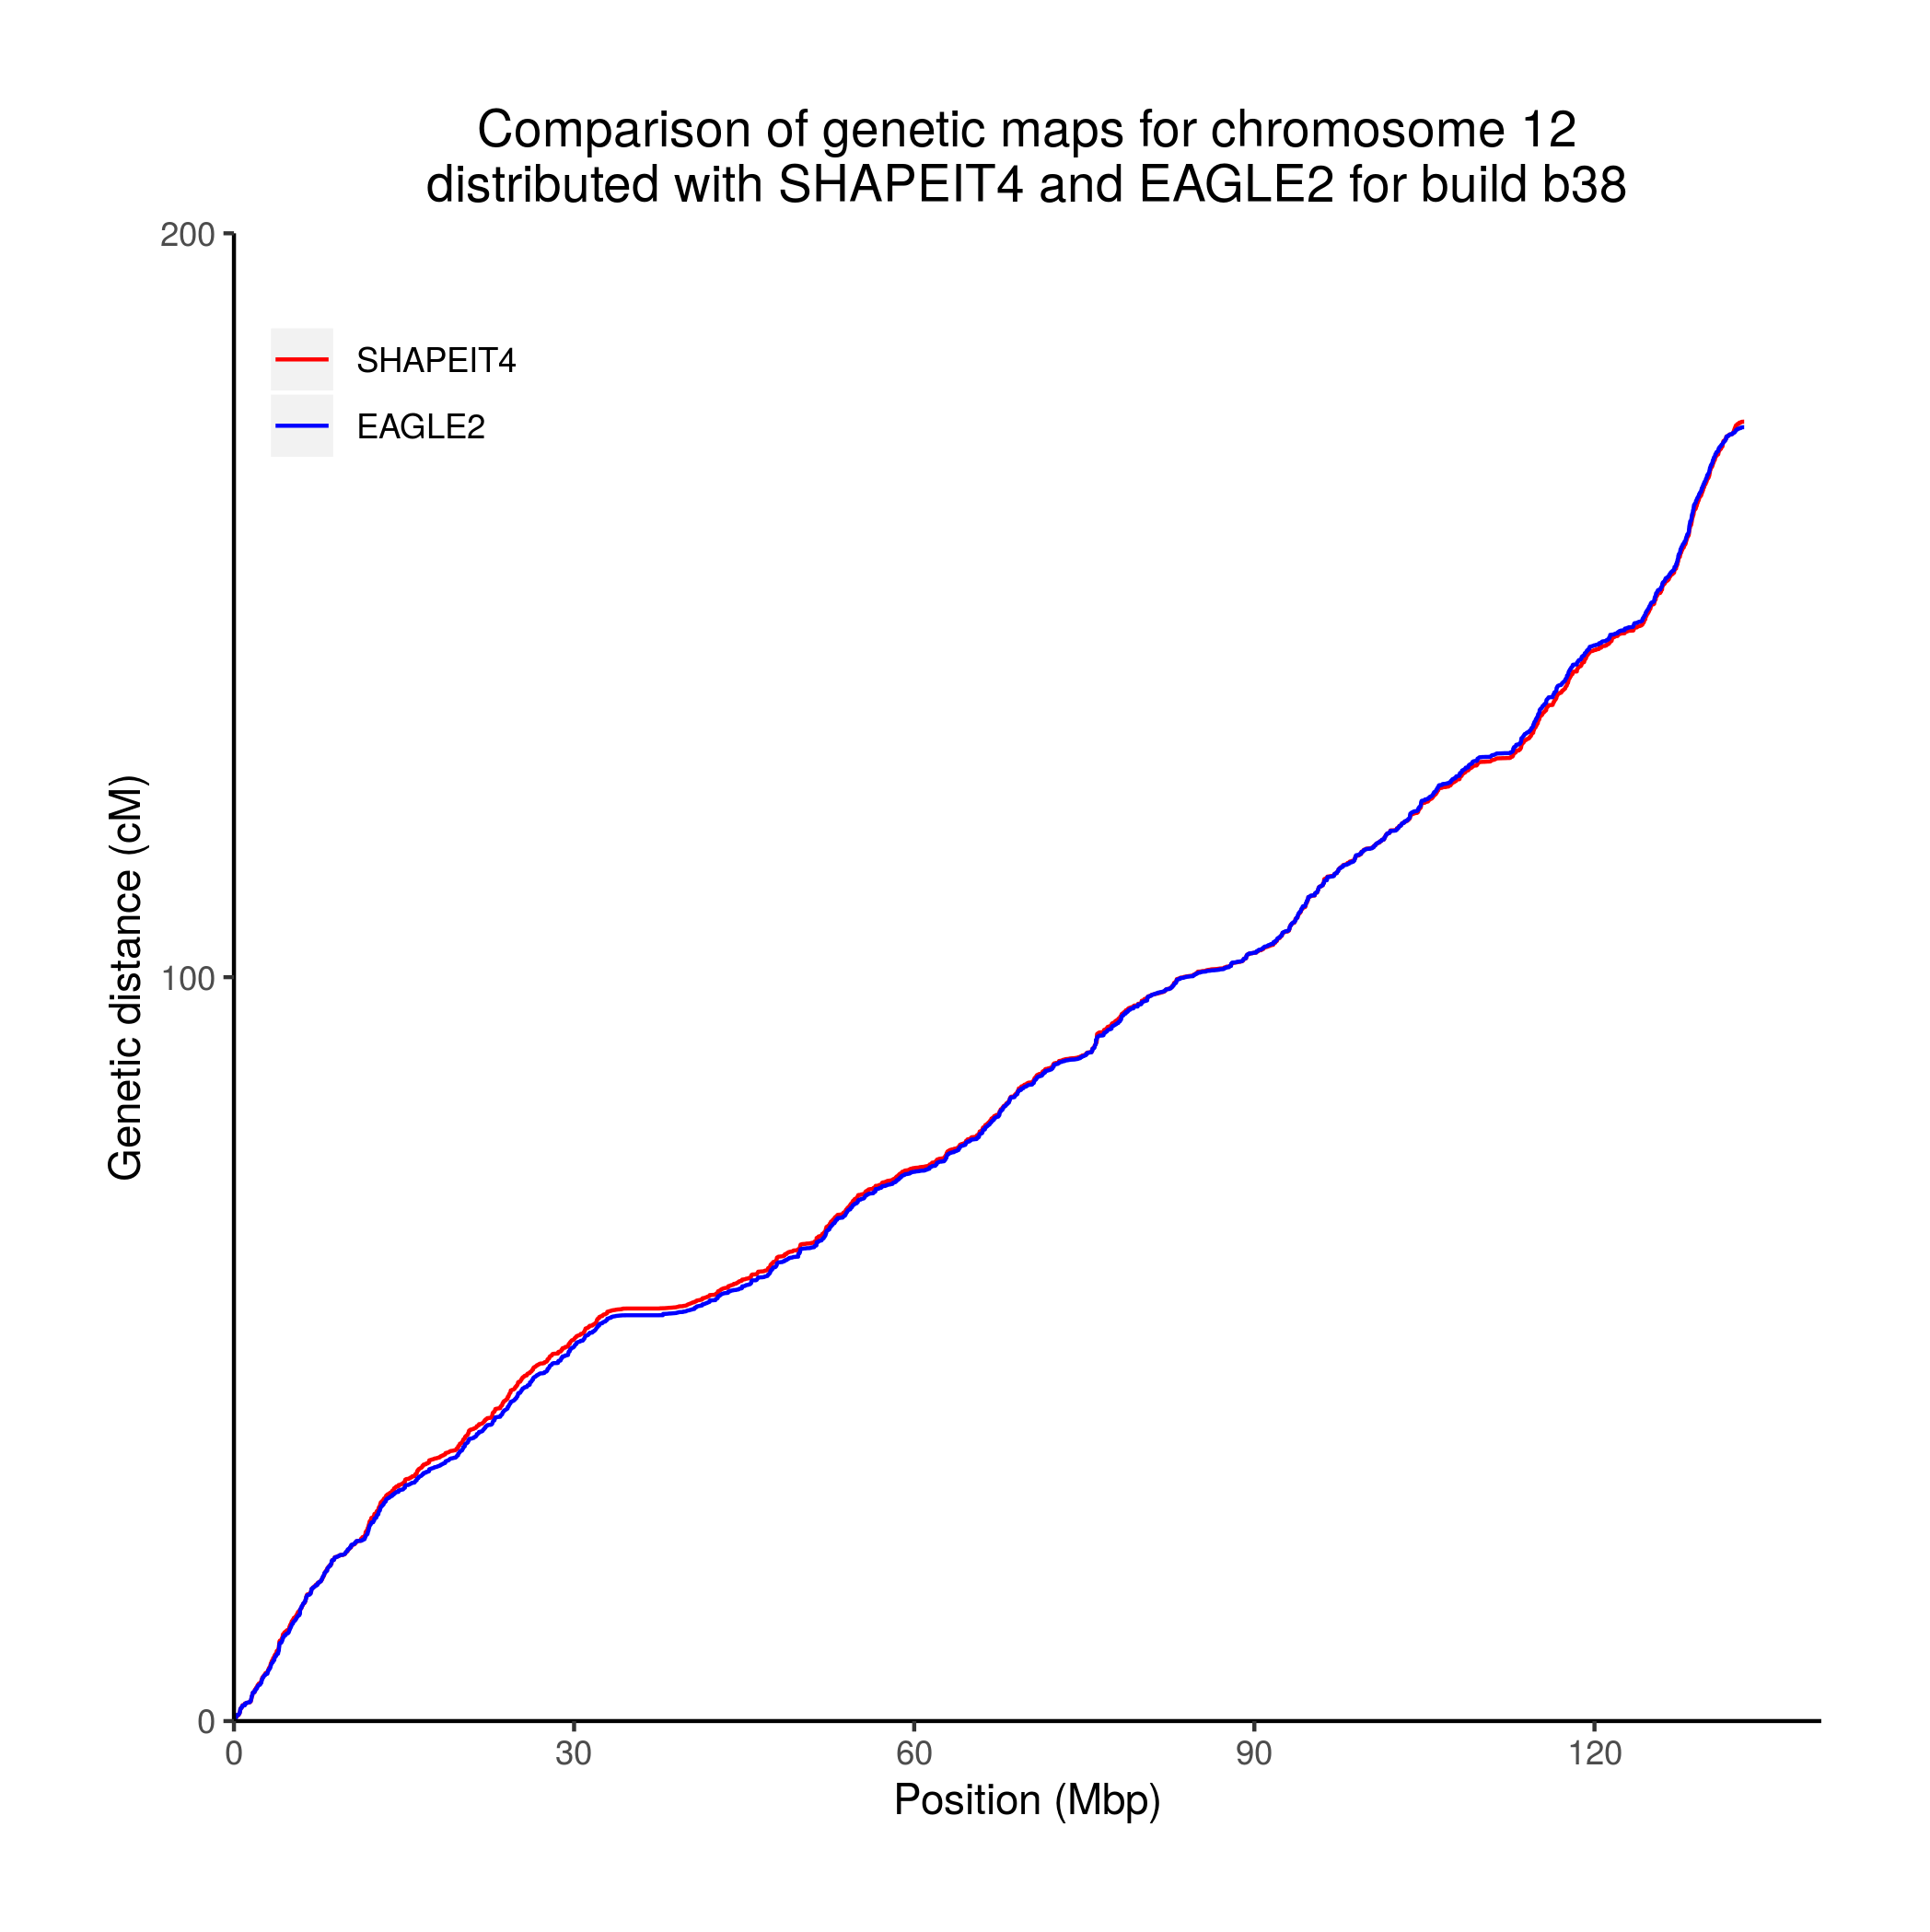 Comparison of genetic maps for chromosome 12
distributed with SHAPEIT4 and EAGLE2 for build b38
200
SHAPEIT4
EAGLE2
Genetic distance (cM)
100
0
0 30 60 90 120
Position (Mbp)